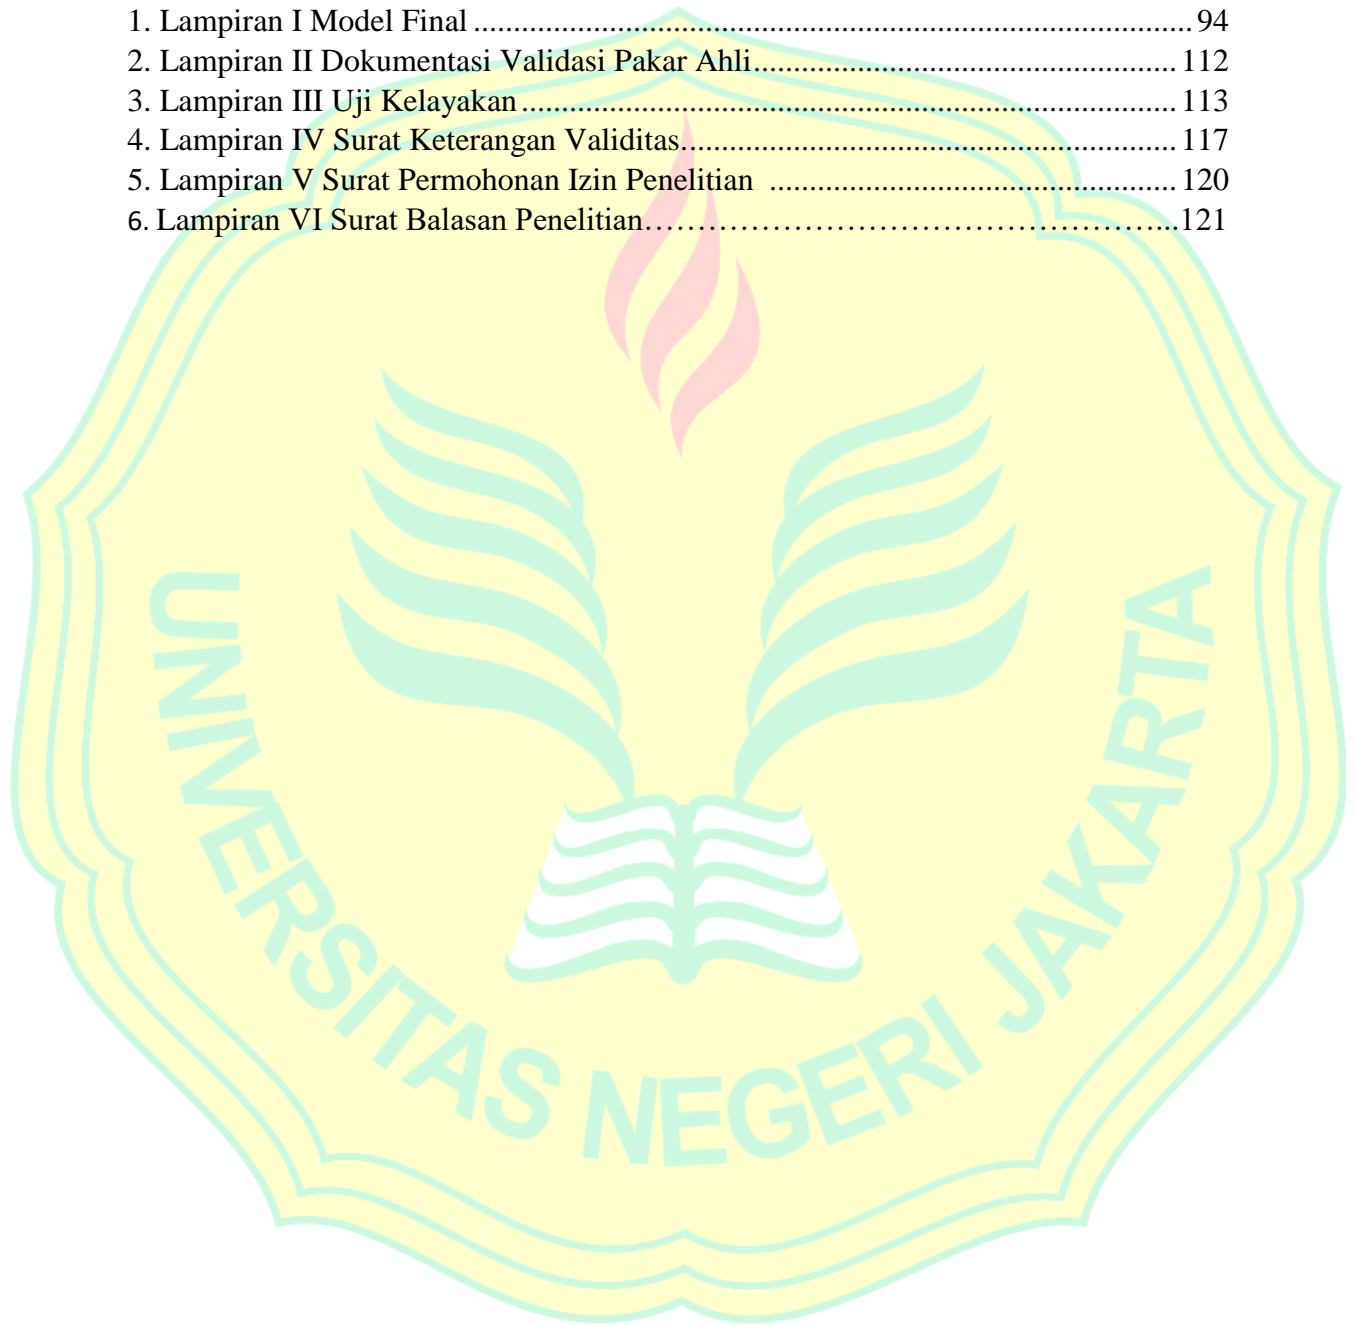 1. Lampiran I Model Final ........................................................................................ 94
2. Lampiran II Dokumentasi Validasi Pakar Ahli.................................................... 112
3. Lampiran III Uji Kelayakan ................................................................................ 113
4. Lampiran IV Surat Keterangan Validitas............................................................. 117
5. Lampiran V Surat Permohonan Izin Penelitian .................................................. 120
6. Lampiran VI Surat Balasan Penelitian…………………………………………...121
UNIVERSITAS NEGERI JAKARTA